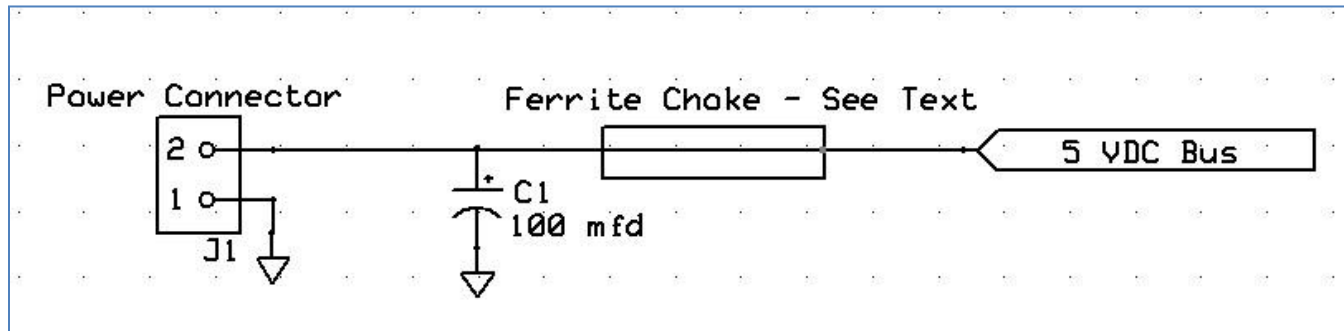 Power Connector
Ferrite Choke - See Text
2
5 VDC Bus
1
+
C1
100 mfd
J1